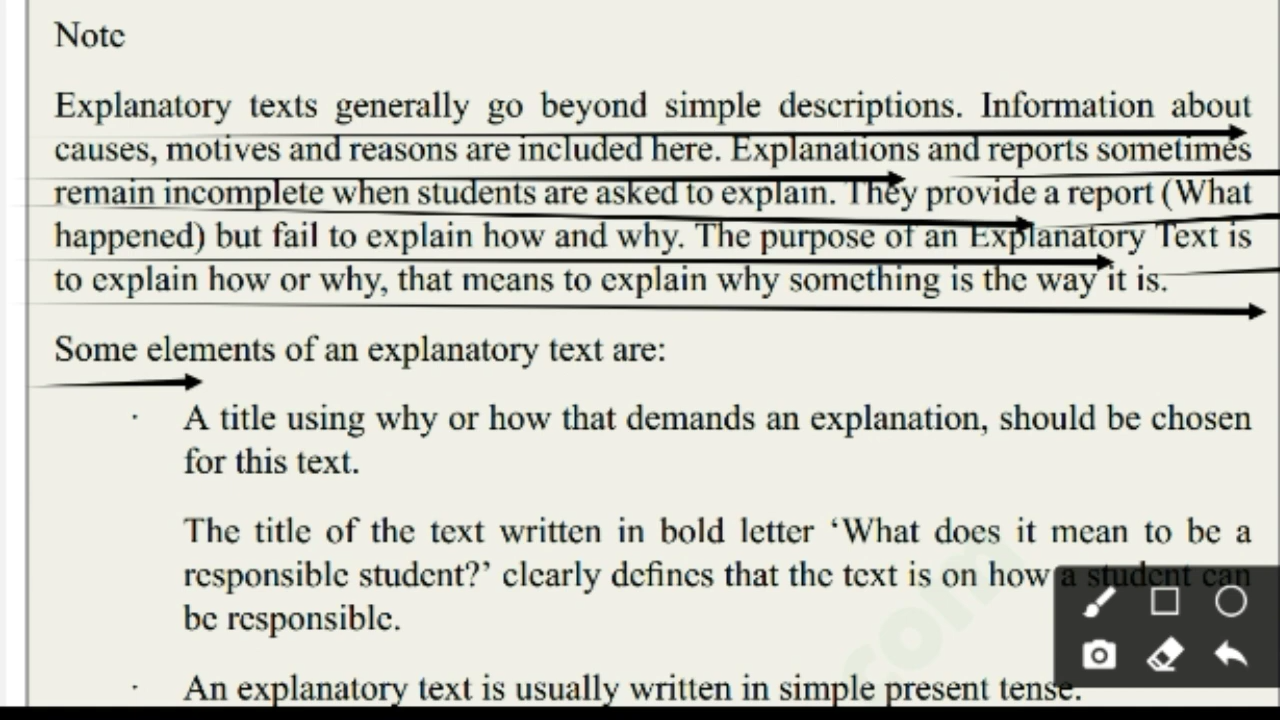 Note
Explanatory texts generally go beyond simple descriptions. Information about
causes, motives and reasons are included here. Explanations and reports sometimes
remain incomplete when students are asked to explain. They provide a report (What
happened) but fail to explain how and why. The purpose of an Explanatory Text is
to explain how or why, that means to explain why something is the way it is.
Some elements of an explanatory text are:
· A title using why or how that demands an explanation, should be chosen
for this text.
The title of the text written in bold letter ‘What does it mean to be a
responsible student?’ clearly defines that the text is on how a student can
be responsible.
· An explanatory text is usually written in simple present tense.
com